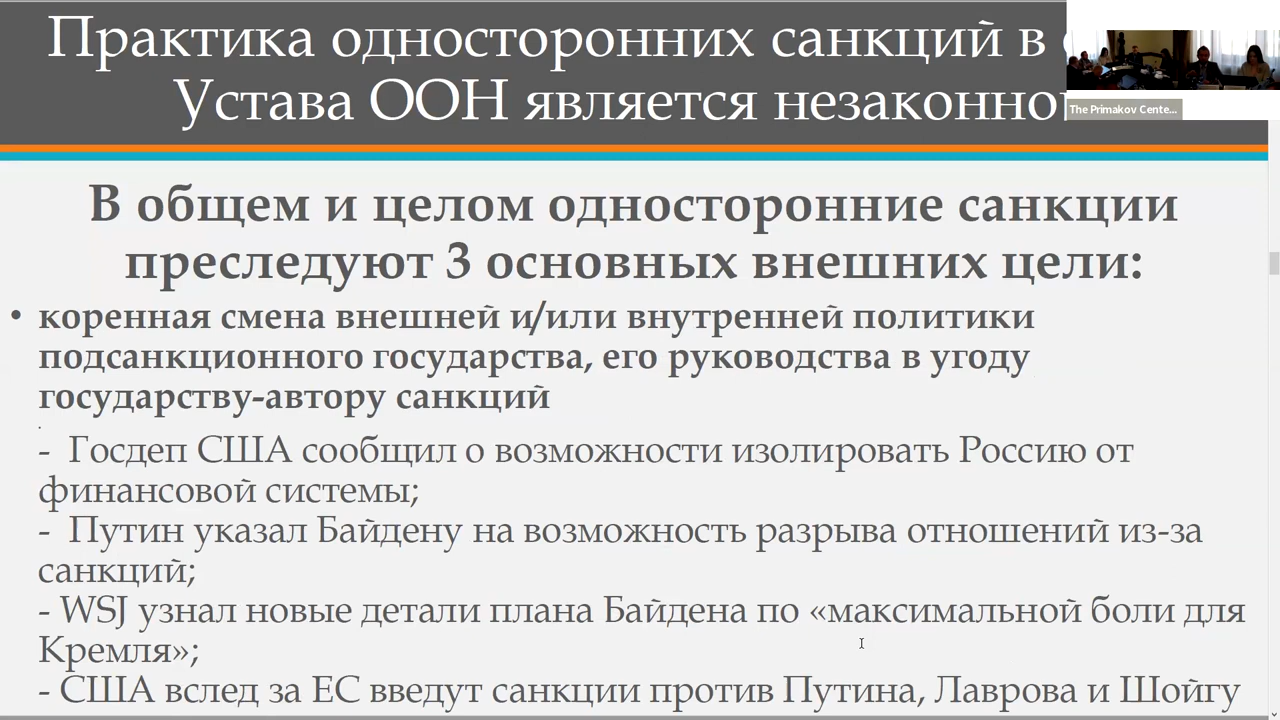 Практика односторонних санкций в
Устава ООН является
The Primakov Cente...
В общем и целом односторонние санкции
преследуют 3 основных внешних цели:
• коренная смена внешней и/или внутренней политики
подсанкционного государства, его руководства в угоду
государству-автору санкций
- Госдеп США сообщил о возможности изолировать Россию от
финансовой системы;
- Путин указал Байдену на возможность разрыва отношений из-за
санкций;
- WSJ узнал новые детали плана Байдена по «максимальной боли для
Кремля»;
- США вслед за ЕС введут санкции против Путина, Лаврова и Шойгу